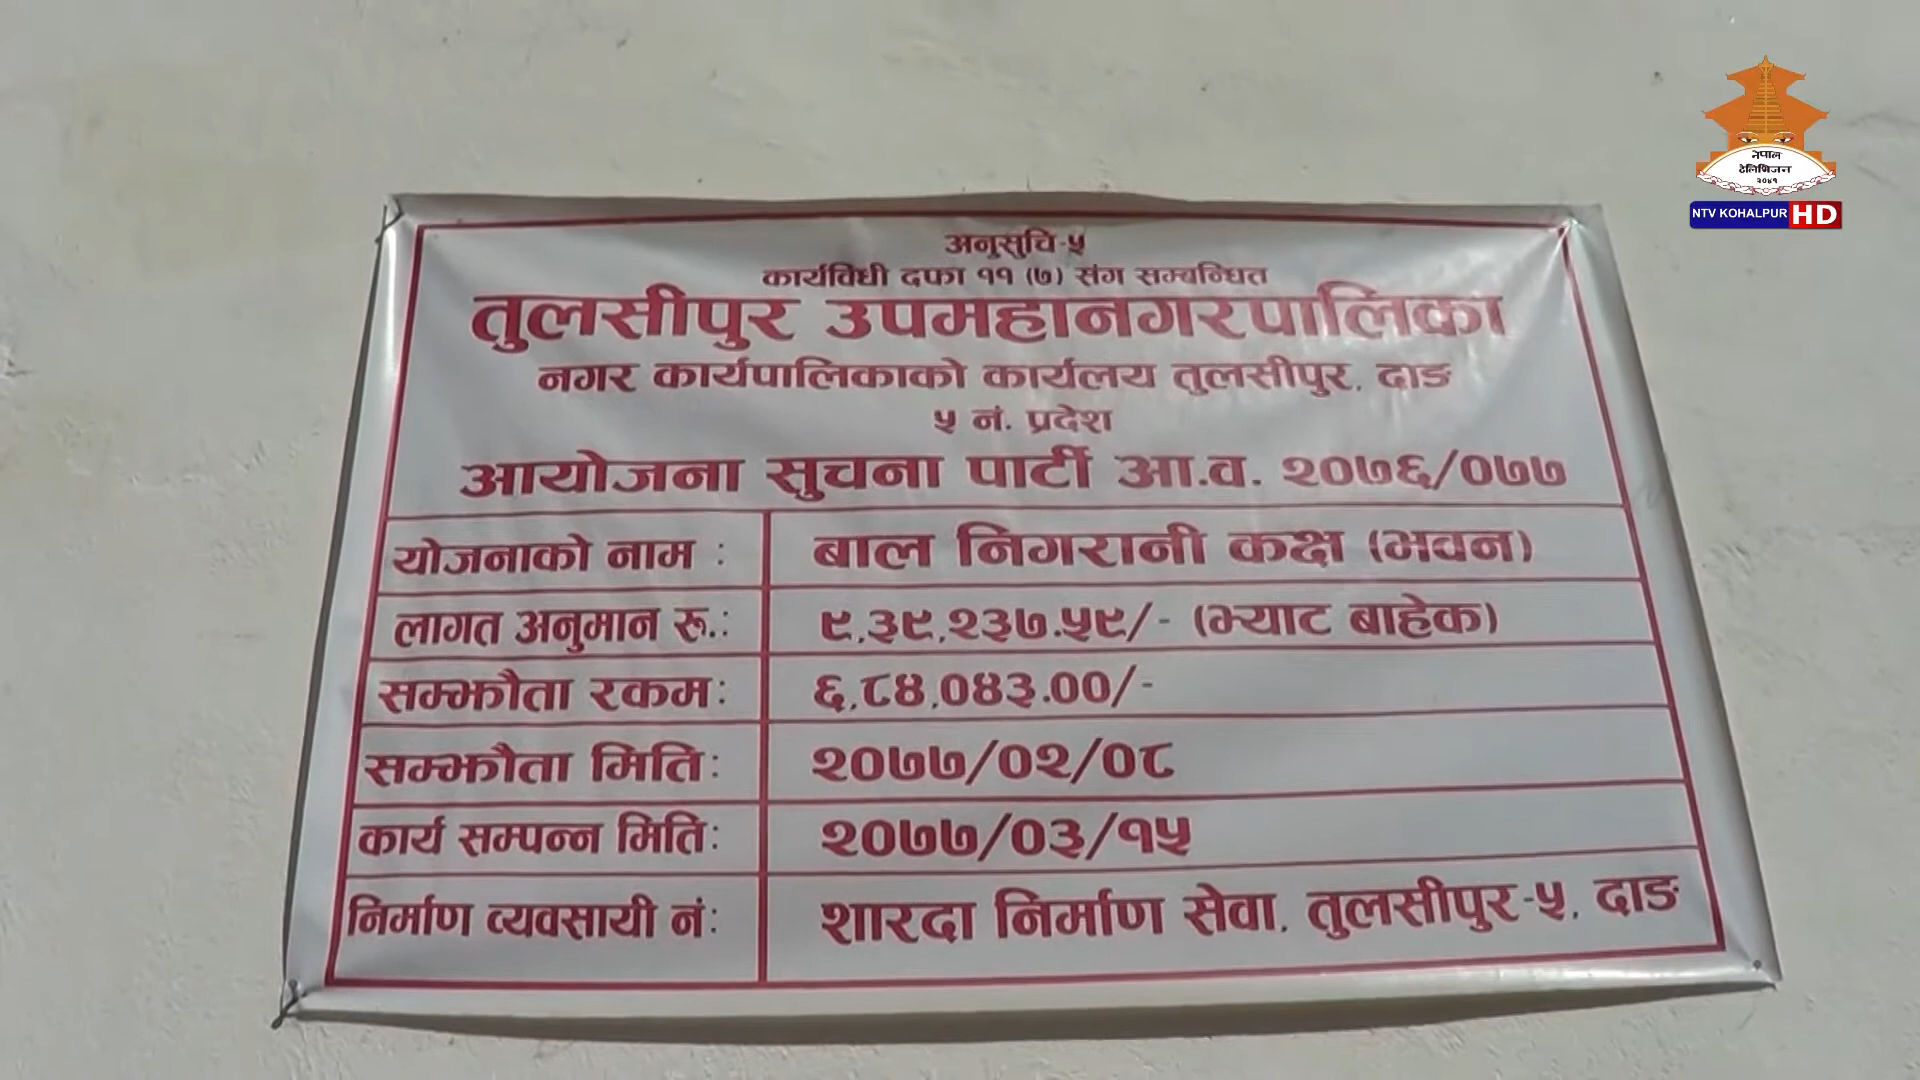 नेपाल
टेलिभिजन
२०४१
NTV KOHALPUR HD
अनुसुचि-५
कार्यविधी दफा ११ (७) संग सम्बन्धित
तुलसीपुर उपमहानगरपालिका
नगर कार्यपालिकाको कार्यलय तुलसीपुर, दाङ
५ नं. प्रदेश
आयोजना सुचना पार्टी आ.व. २०७६/०७७
योजनाको नाम : बाल निगरानी कक्ष (भवन)
लागत अनुमान रू.: ९,३९,२३७.५९/- (भ्याट बाहेक)
सम्झौता रकम: ६,८४,०४३.००/-
सम्झौता मिति: २०७७/०२/०८
कार्य सम्पन्न मिति: २०७७/०३/१५
निर्माण व्यवसायी नं: शारदा निर्माण सेवा, तुलसीपुर-५, दाङ